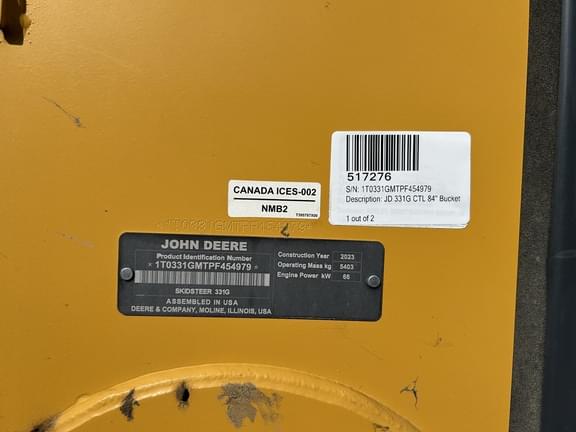 517276
S/N: 1T0331GMTPF454979
Description: JD 331G CTL 84" Bucket
1 out of 2
CANADA ICES-002
NMB2
*1T0331GMTPF454979*
JOHN DEERE
Product Identification Number
*1T0331GMTPF454979*
SKIDSTEER 331G
ASSEMBLED IN USA
DEERE & COMPANY, MOLINE, ILLINOIS, USA
Construction Year 2023
Operating Mass kg 5403
Engine Power kW 68